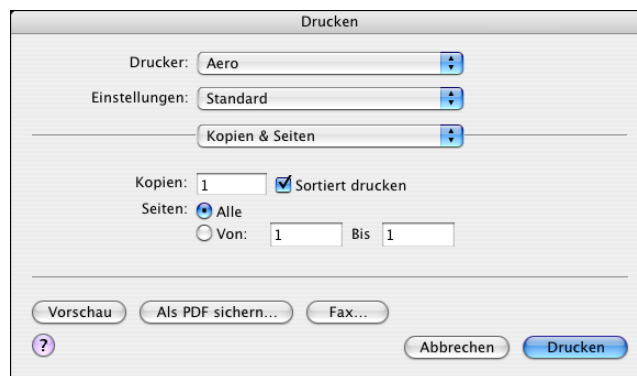 Drucken
Drucker: Aero
Einstellungen: Standard
Kopien & Seiten
Kopien: 1 Sortiert drucken
Seiten: Alle
Von: 1 Bis 1
Vorschau Als PDF sichern... Fax...
? Abbrechen Drucken